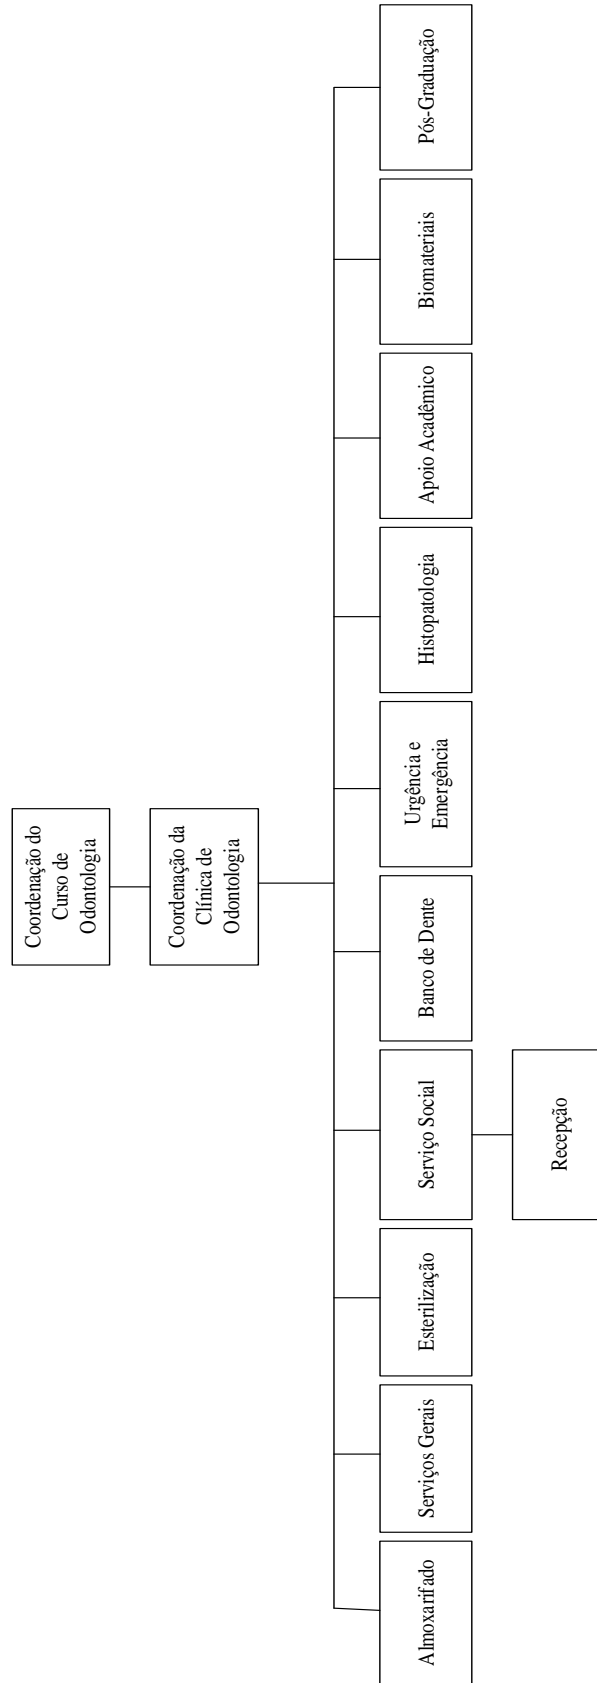 Coordenação do
Curso de
Odontologia
Coordenação da
Clínica de
Odontologia
Almoxarifado
Serviços Gerais
Esterilização
Serviço Social
Banco de Dente
Urgência e
Emergência
Histopatologia
Apoio Acadêmico
Biomateriais
Pós-Graduação
Recepção